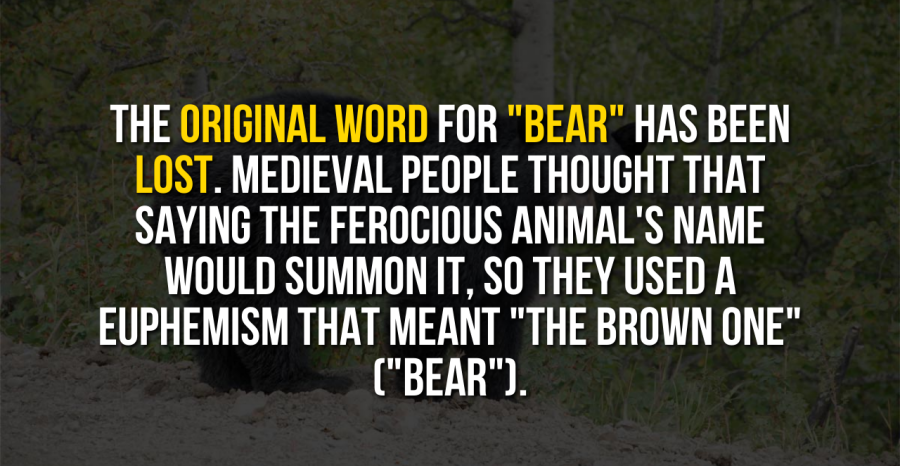 THE ORIGINAL WORD FOR "BEAR" HAS BEEN
LOST. MEDIEVAL PEOPLE THOUGHT THAT
SAYING THE FEROCIOUS ANIMAL'S NAME
WOULD SUMMON IT, SO THEY USED A
EUPHEMISM THAT MEANT "THE BROWN ONE"
("BEAR").